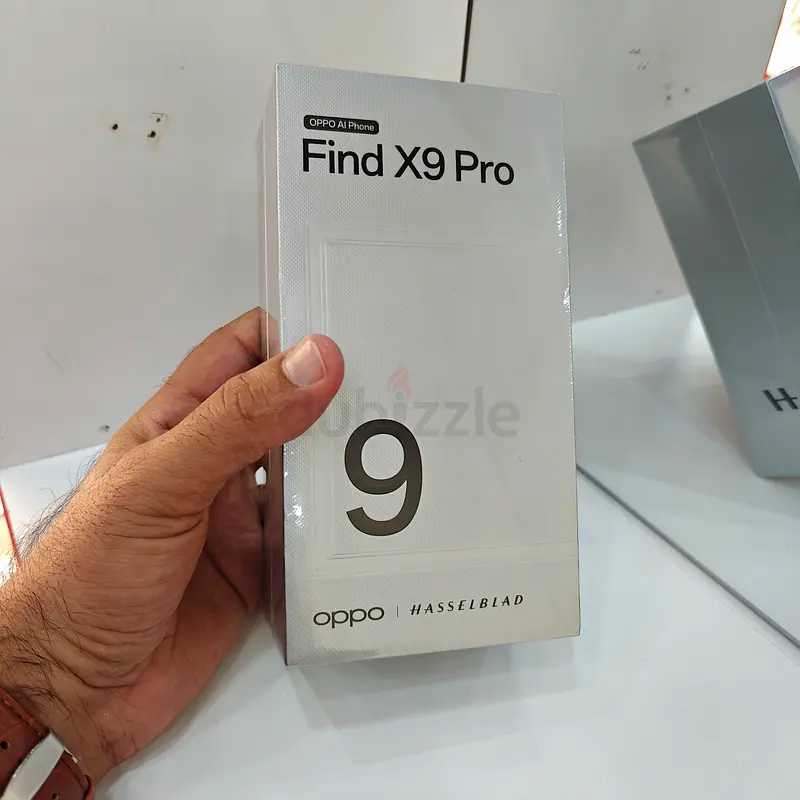 OPPO AI Phone
Find X9 Pro
dubizzle
9
oppo | HASSELBLAD
H